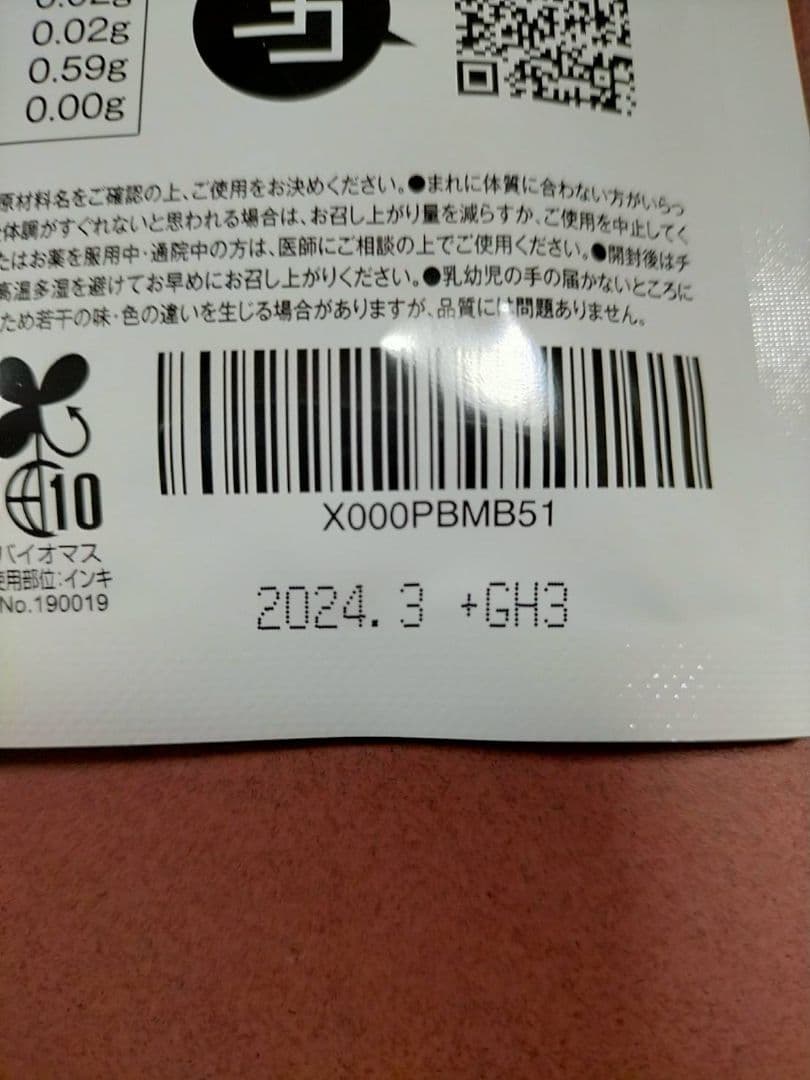 0.02g
0.02g
0.59g
0.00g
原材料名をご確認の上、ご使用をお決めください。●まれに体質に合わない方がいらっ
体調がすぐれないと思われる場合は、お召し上がり量を減らすか、ご使用を中止してく
たはお薬を服用中・通院中の方は、医師にご相談の上でご使用ください。●開封後はチ
高温多湿を避けてお早めにお召し上がりください。●乳幼児の手の届かないところに
ため若干の味・色の違いを生じる場合がありますが、品質には問題ありません。
10
バイオマス
使用部位:インキ
No.190019
X000PBMB51
2024. 3 +GH3